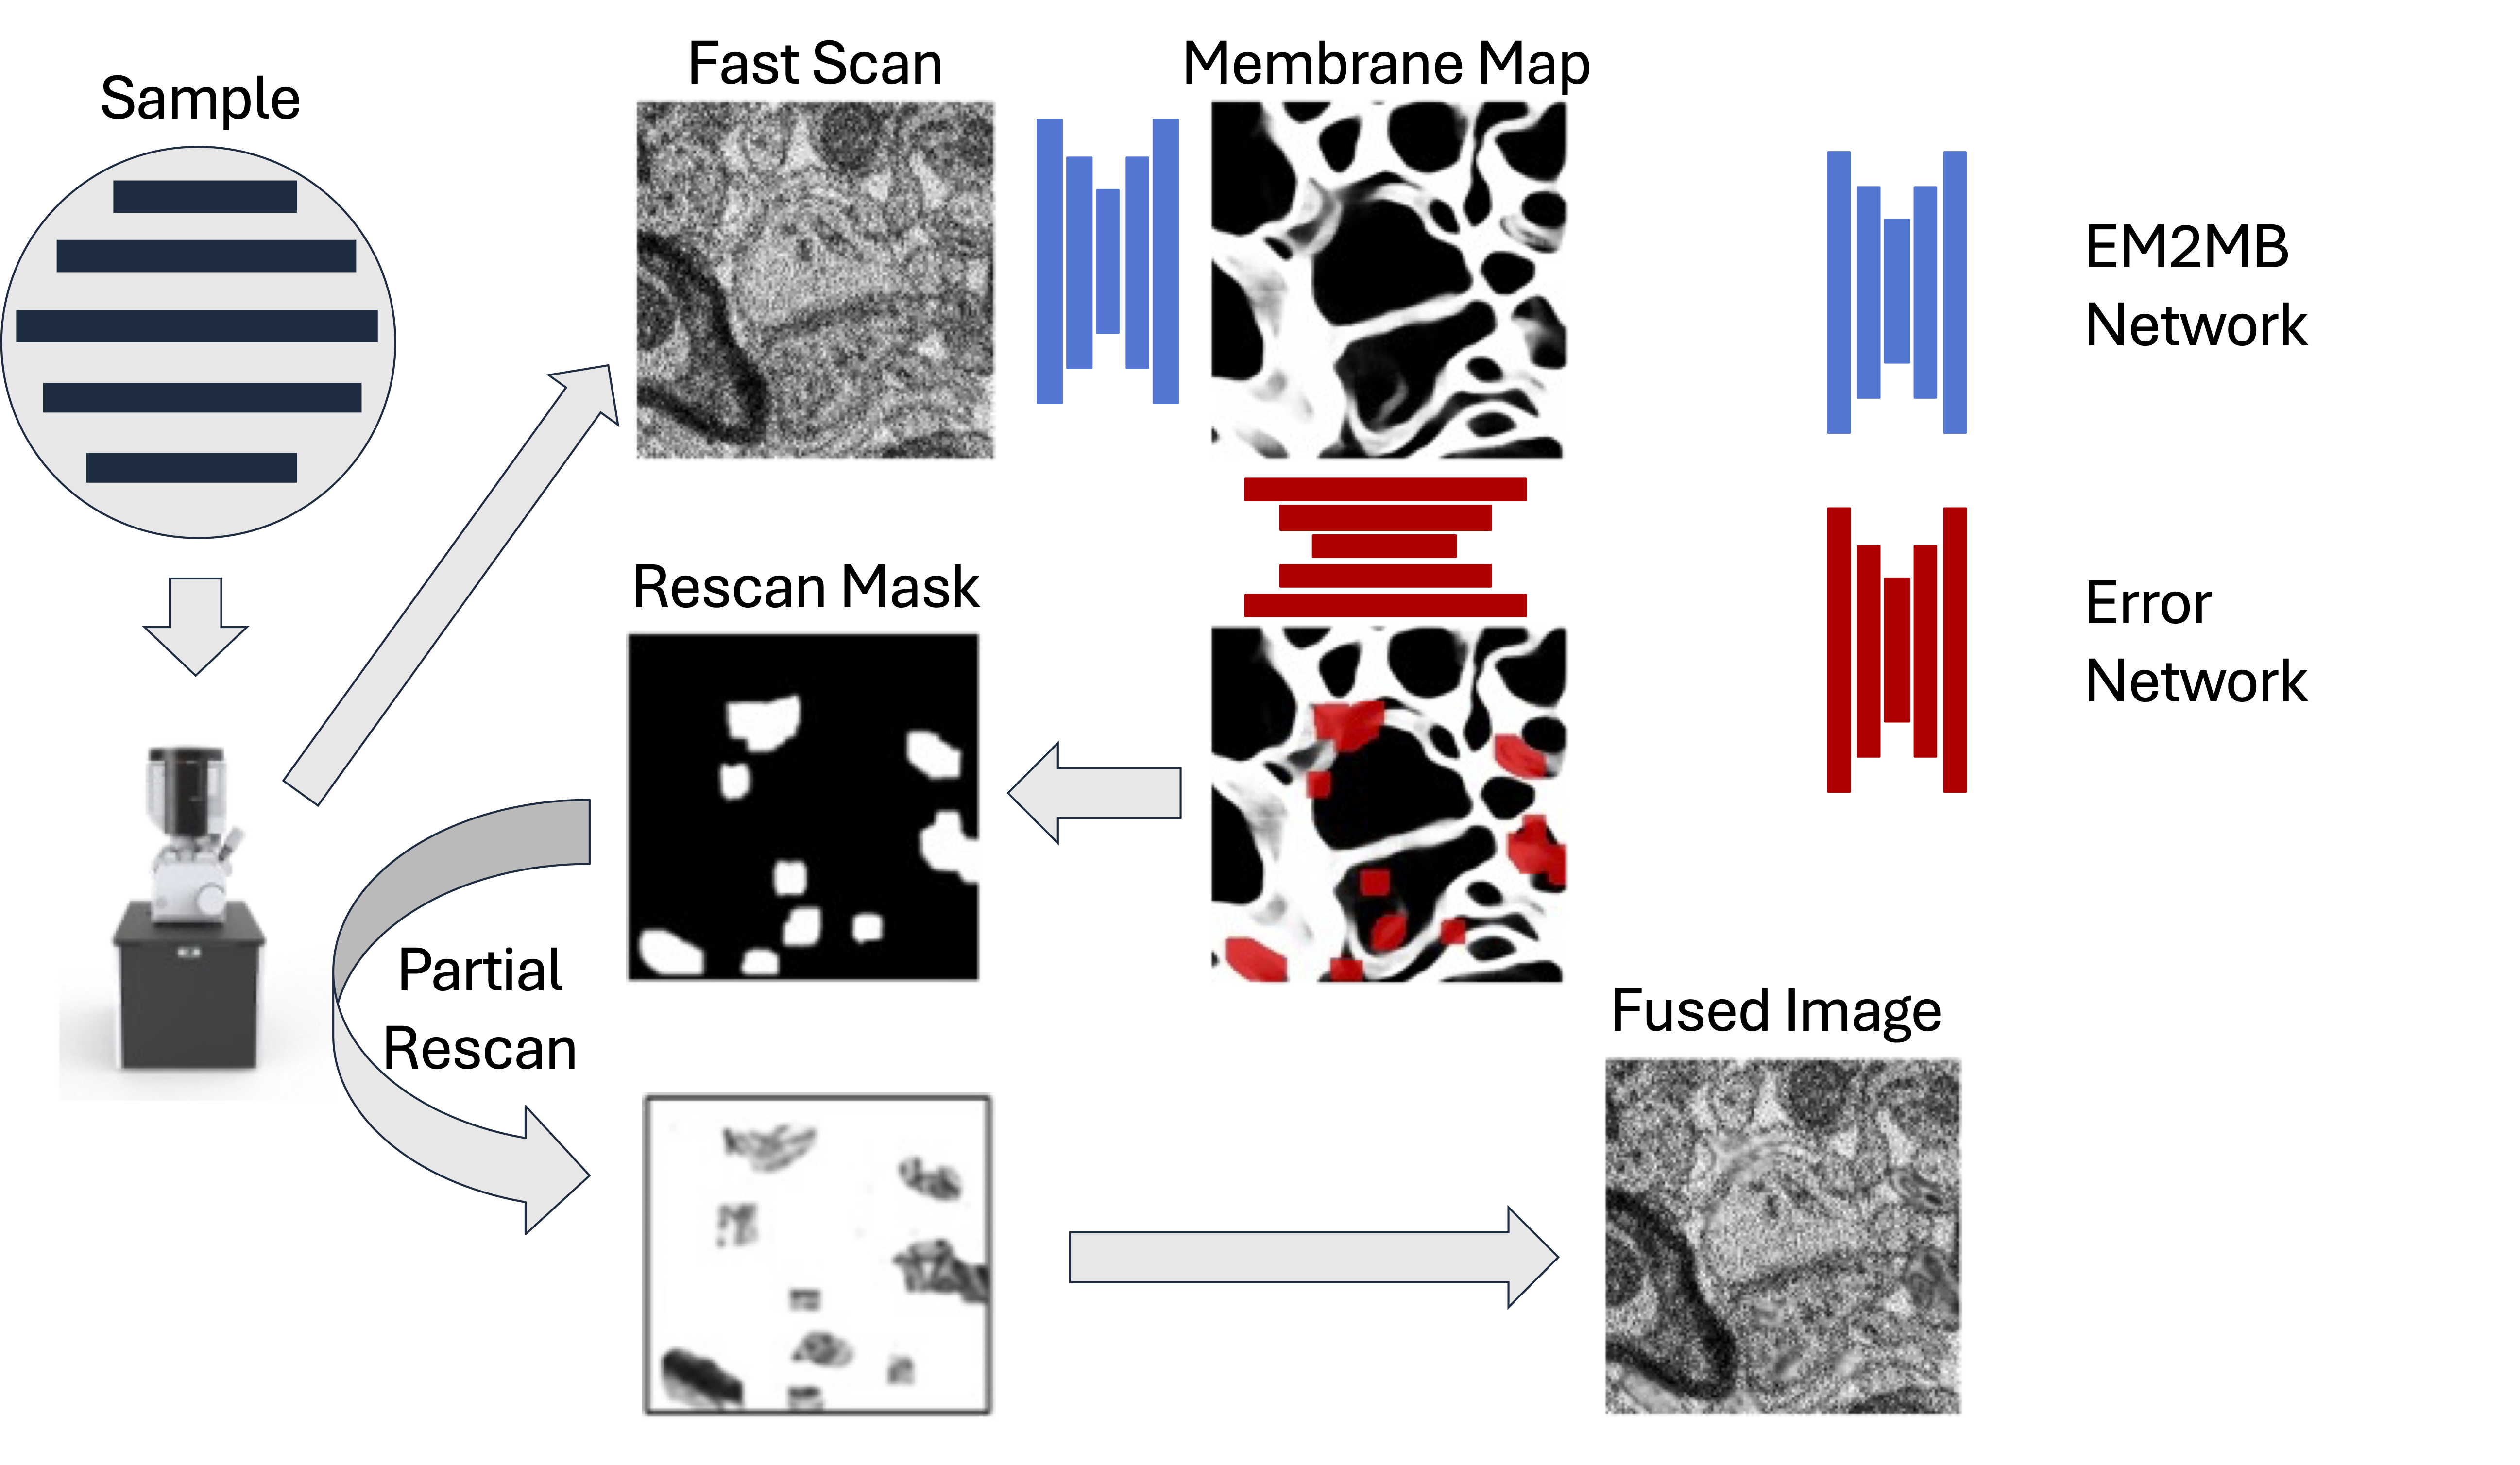 Sample
Fast Scan
Membrane Map
EM2MB
Network
Rescan Mask
Error
Network
Partial
Rescan
Fused Image